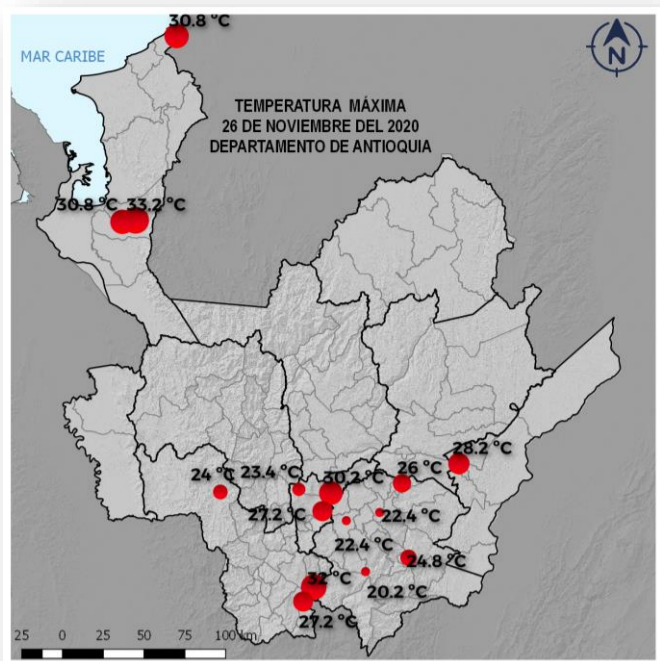 30.8 °C
MAR CARIBE
N
TEMPERATURA MÁXIMA
26 DE NOVIEMBRE DEL 2020
DEPARTAMENTO DE ANTIOQUIA
30.8 °C 33.2 °C
28.2 °C
24 °C
23.4 °C
30.2 °C
26 °C
27.2 °C
22.4 °C
22.4 °C
24.8 °C
32 °C
20.2 °C
27.2 °C
25 0 25 50 75 100 km